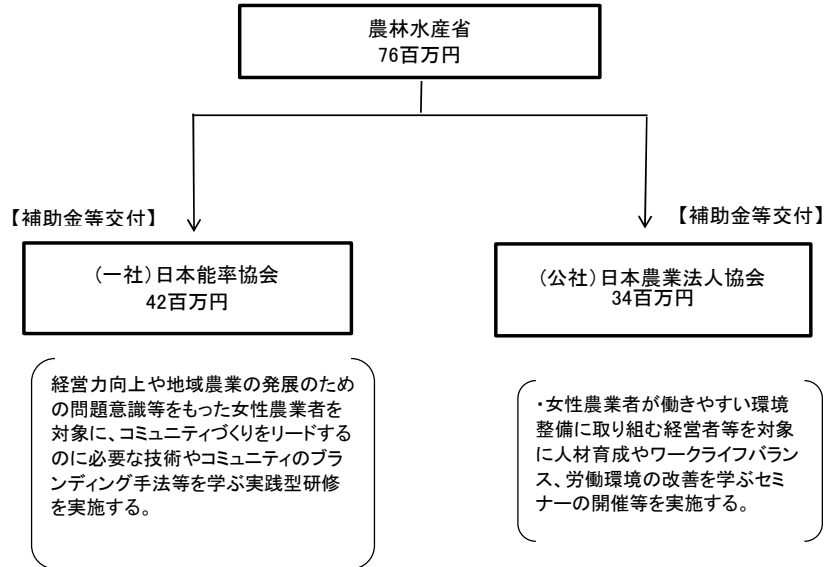 農林水産省
76百万円
【補助金等交付】
【補助金等交付】
(一社)日本能率協会
42百万円
(公社)日本農業法人協会
34百万円
経営力向上や地域農業の発展のため
の問題意識等をもった女性農業者を
対象に、コミュニティづくりをリードする
のに必要な技術やコミュニティのブラ
ンディング手法等を学ぶ実践型研修
を実施する。
・女性農業者が働きやすい環境
整備に取り組む経営者等を対象
に人材育成やワークライフバラン
ス、労働環境の改善を学ぶセミ
ナーの開催等を実施する。